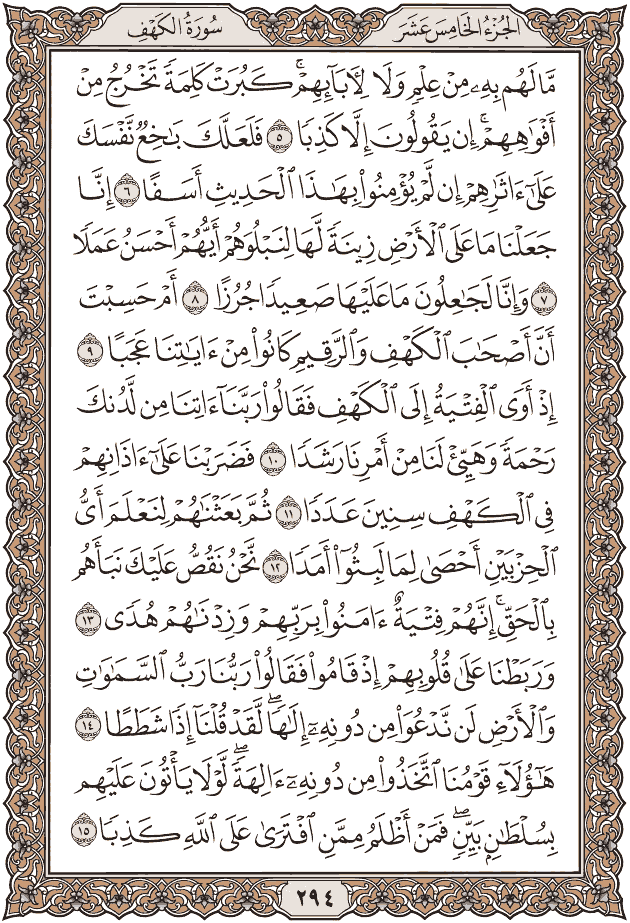 الجُزْءُ الخَامِسَ عَشَرَ
سُورَةُ الكَهْفِ
مَّا لَهُم بِهِۦ مِنْ عِلْمٖ وَلَا لِأٓبَآئِهِمۡۚ كَبُرَتۡ كَلِمَةٗ تَخۡرُجُ مِنۡ
أَفۡوَٰهِهِمۡۚ إِن يَقُولُونَ إِلَّا كَذِبٗا ٥ فَلَعَلَّكَ بَٰخِعٞ نَّفۡسَكَ
عَلَىٰٓ ءَاثَٰرِهِمۡ إِن لَّمۡ يُؤۡمِنُواْ بِهَٰذَا ٱلۡحَدِيثِ أَسَفًا ٦ إِنَّا
جَعَلۡنَا مَا عَلَى ٱلۡأَرۡضِ زِينَةٗ لَّهَا لِنَبۡلُوَهُمۡ أَيُّهُمۡ أَحۡسَنُ عَمَلٗا
٧ وَإِنَّا لَجَٰعِلُونَ مَا عَلَيۡهَا صَعِيدٗا جُرُزًا ٨ أَمۡ حَسِبۡتَ
أَنَّ أَصۡحَٰبَ ٱلۡكَهۡفِ وَٱلرَّقِيمِ كَانُواْ مِنۡ ءَايَٰتِنَا عَجَبًا ٩
إِذۡ أَوَى ٱلۡفِتۡيَةُ إِلَى ٱلۡكَهۡفِ فَقَالُواْ رَبَّنَآ ءَاتِنَا مِن لَّدُنكَ
رَحۡمَةٗ وَهَيِّئۡ لَنَا مِنۡ أَمۡرِنَا رَشَدٗا ١٠ فَضَرَبۡنَا عَلَىٰٓ ءَاذَانِهِمۡ
فِي ٱلۡكَهۡفِ سِنِينَ عَدَدٗا ١١ ثُمَّ بَعَثۡنَٰهُمۡ لِنَعۡلَمَ أَيُّ
ٱلۡحِزۡبَيۡنِ أَحۡصَىٰ لِمَا لَبِثُوٓاْ أَمَدٗا ١٢ نَّحۡنُ نَقُصُّ عَلَيۡكَ نَبَأَهُم
بِٱلۡحَقِّۚ إِنَّهُمۡ فِتۡيَةٌ ءَامَنُواْ بِرَبِّهِمۡ وَزِدۡنَٰهُمۡ هُدٗى ١٣
وَرَبَطۡنَا عَلَىٰ قُلُوبِهِمۡ إِذۡ قَامُواْ فَقَالُواْ رَبُّنَا رَبُّ ٱلسَّمَٰوَٰتِ
وَٱلۡأَرۡضِ لَن نَّدۡعُوَاْ مِن دُونِهِۦٓ إِلَٰهٗاۖ لَّقَدۡ قُلۡنَآ إِذٗا شَطَطًا ١٤
هَٰٓؤُلَآءِ قَوۡمُنَا ٱتَّخَذُواْ مِن دُونِهِۦٓ ءَالِهَةٗۖ لَّوۡلَا يَأۡتُونَ عَلَيۡهِم
بِسُلۡطَٰنِۭ بَيِّنٖۖ فَمَنۡ أَظۡلَمُ مِمَّنِ ٱفۡتَرَىٰ عَلَى ٱللَّهِ كَذِبٗا ١٥
٢٩٤